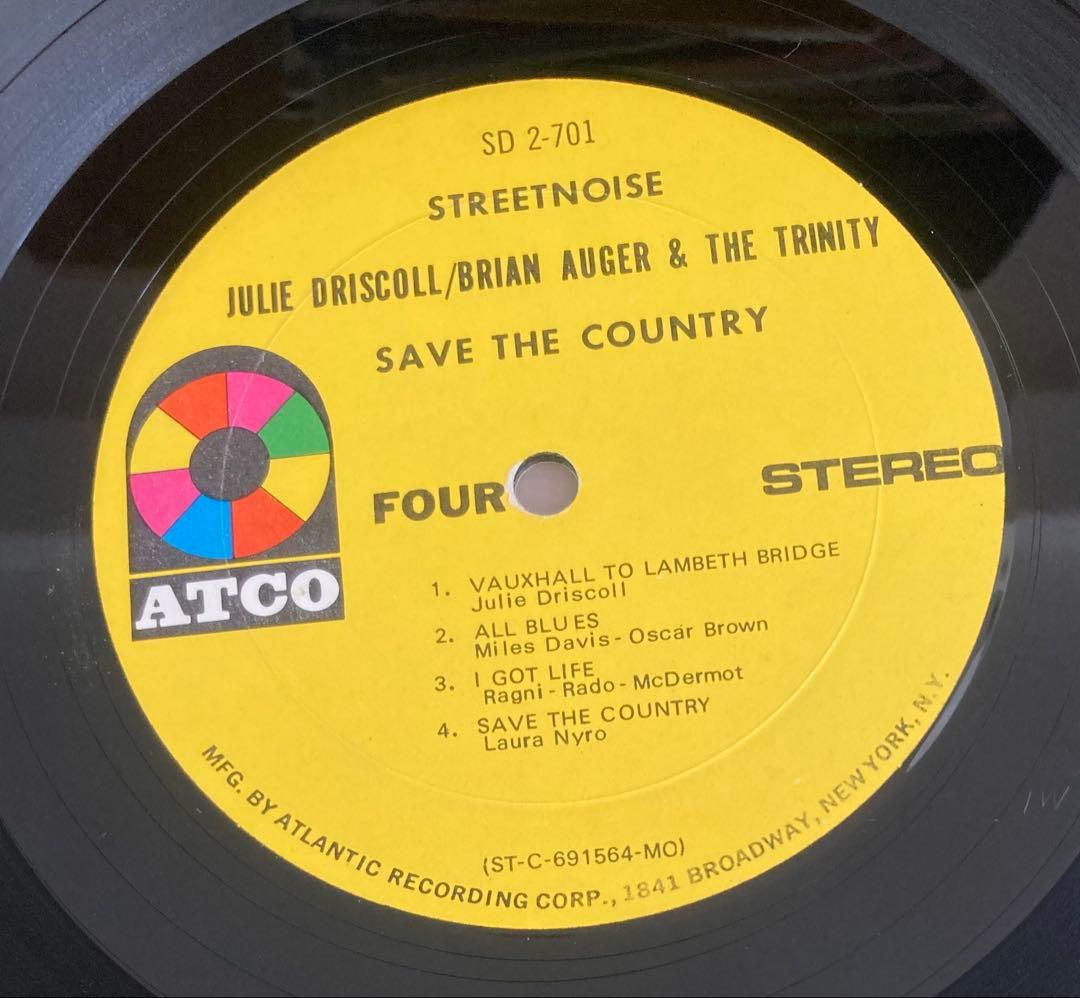 SD 2-701
STREETNOISE
JULIE DRISCOLL/BRIAN AUGER & THE TRINITY
SAVE THE COUNTRY
ATCO
FOUR
STEREO
1. VAUXHALL TO LAMBETH BRIDGE
Julie Driscoll
2. ALL BLUES
Miles Davis - Oscar Brown
3. I GOT LIFE
Ragni - Rado - McDermot
4. SAVE THE COUNTRY
Laura Nyro
(ST-C-691564-MO)
MFG. BY ATLANTIC RECORDING CORP., 1841 BROADWAY, NEW YORK, N.Y.